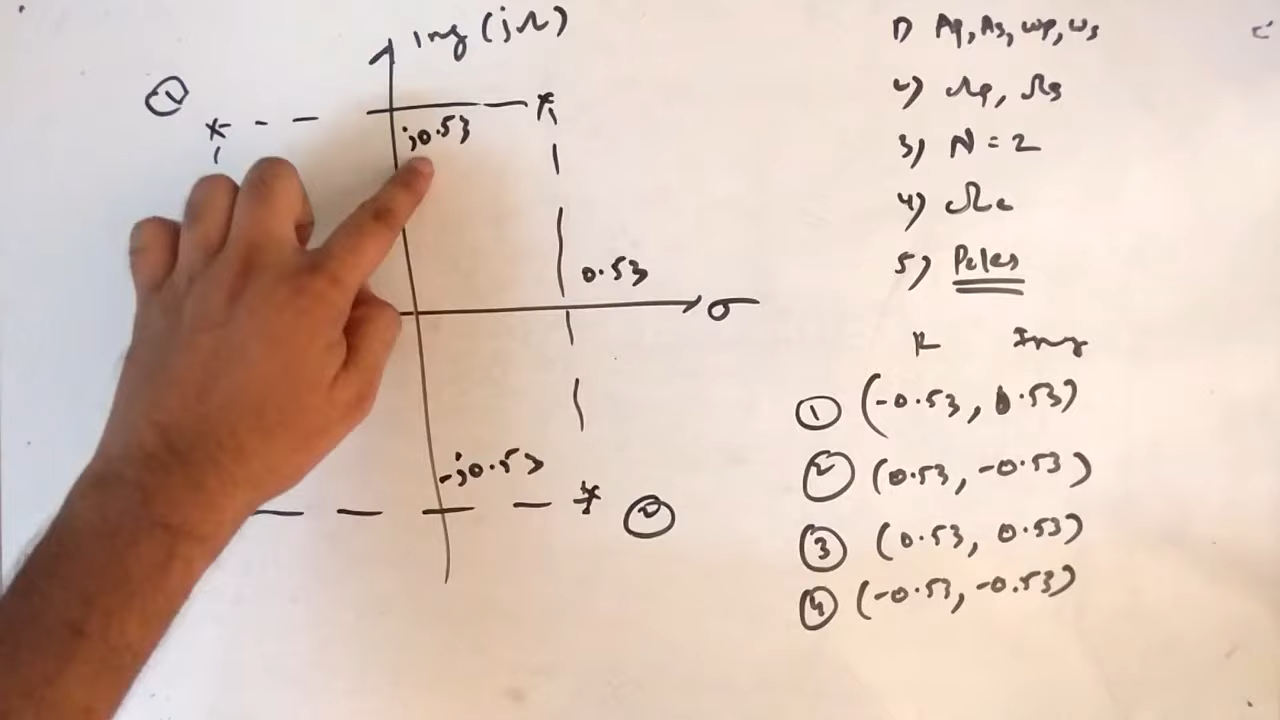 Img (jΩ)
①
j0.53
0.53
σ
-j0.53
②
1) Ap, As, ωp, ωs
2) Ωp, Ωs
3) N = 2
4) Ωc
5) Poles
R Img
① (-0.53, 0.53)
② (0.53, -0.53)
③ (0.53, 0.53)
④ (-0.53, -0.53)